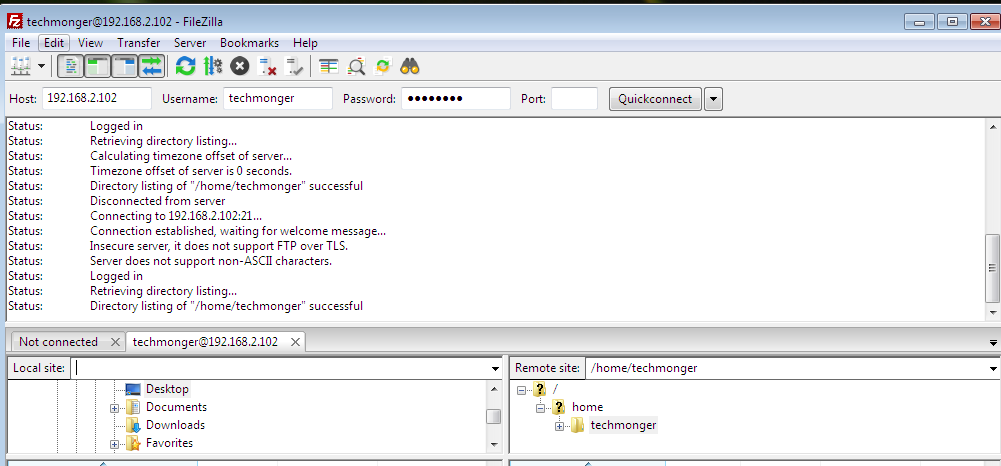 techmonger@192.168.2.102 - FileZilla
File Edit View Transfer Server Bookmarks Help
Host: 192.168.2.102 Username: techmonger Password: ●●●●●●●● Port: Quickconnect
Status: Logged in
Status: Retrieving directory listing...
Status: Calculating timezone offset of server...
Status: Timezone offset of server is 0 seconds.
Status: Directory listing of "/home/techmonger" successful
Status: Disconnected from server
Status: Connecting to 192.168.2.102:21...
Status: Connection established, waiting for welcome message...
Status: Insecure server, it does not support FTP over TLS.
Status: Server does not support non-ASCII characters.
Status: Logged in
Status: Retrieving directory listing...
Status: Directory listing of "/home/techmonger" successful
Not connected techmonger@192.168.2.102
Local site: Remote site: /home/techmonger
Desktop /
Documents home
Downloads techmonger
Favorites